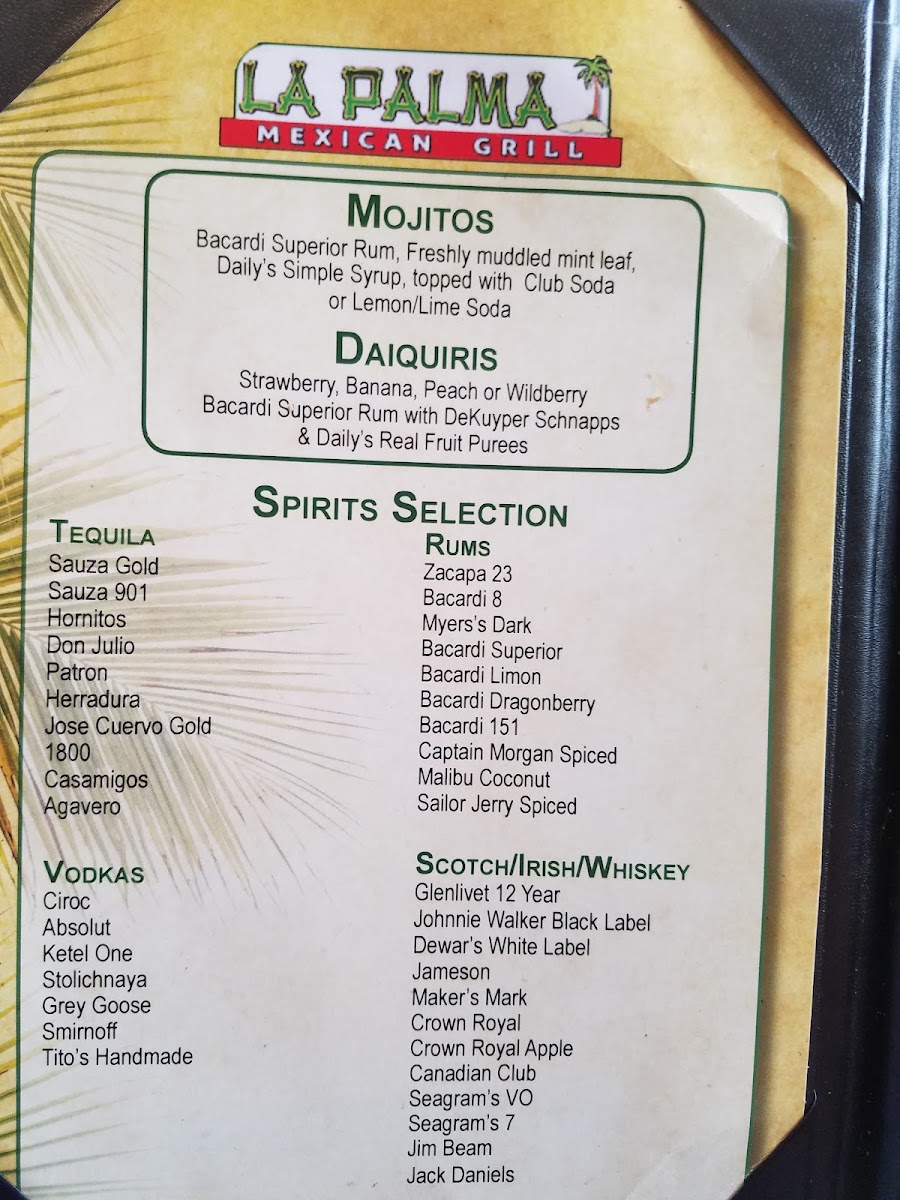 LA PALMA
MEXICAN GRILL
MOJITOS
Bacardi Superior Rum, Freshly muddled mint leaf,
Daily's Simple Syrup, topped with Club Soda
or Lemon/Lime Soda
DAIQUIRIS
Strawberry, Banana, Peach or Wildberry
Bacardi Superior Rum with DeKuyper Schnapps
& Daily's Real Fruit Purees
SPIRITS SELECTION
TEQUILA
Sauza Gold
Sauza 901
Hornitos
Don Julio
Patron
Herradura
Jose Cuervo Gold
1800
Casamigos
Agavero
VODKAS
Ciroc
Absolut
Ketel One
Stolichnaya
Grey Goose
Smirnoff
Tito's Handmade
RUMS
Zacapa 23
Bacardi 8
Myers's Dark
Bacardi Superior
Bacardi Limon
Bacardi Dragonberry
Bacardi 151
Captain Morgan Spiced
Malibu Coconut
Sailor Jerry Spiced
SCOTCH/IRISH/WHISKEY
Glenlivet 12 Year
Johnnie Walker Black Label
Dewar's White Label
Jameson
Maker's Mark
Crown Royal
Crown Royal Apple
Canadian Club
Seagram's VO
Seagram's 7
Jim Beam
Jack Daniels